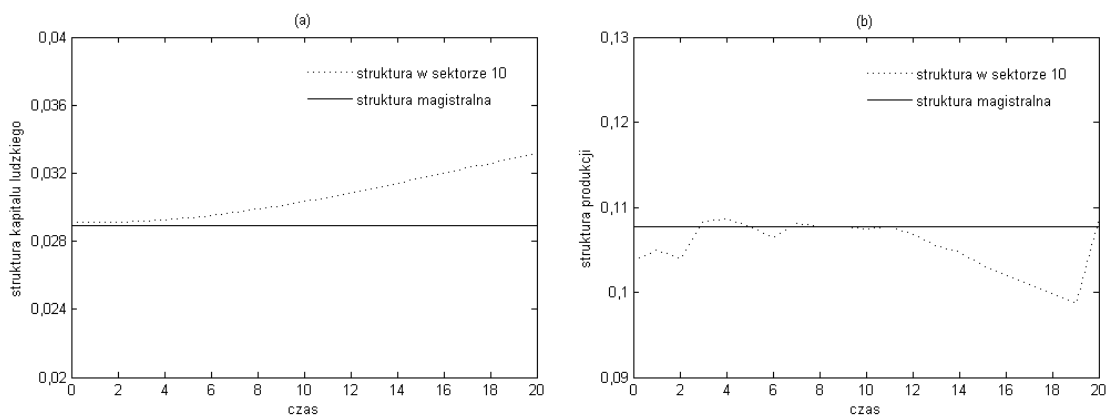 (a)
0,04
0,036
0,032
0,028
0,024
0,02
struktura kapitalu ludzkiego
struktura w sektorze 10
struktura magistralna
0 2 4 6 8 10 12 14 16 18 20
czas
(b)
0,13
0,12
0,11
0,1
0,09
struktura produkcji
struktura w sektorze 10
struktura magistralna
0 2 4 6 8 10 12 14 16 18 20
czas